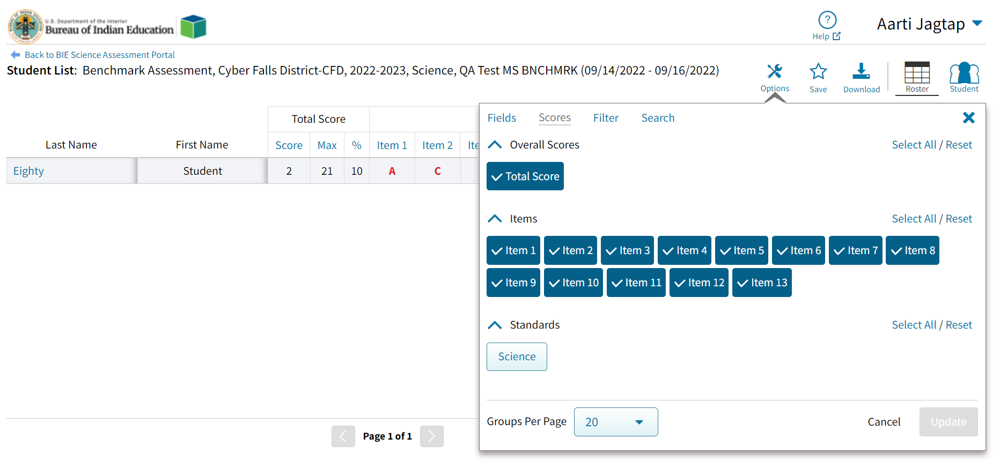 U.S. Department of the Interior
Bureau of Indian Education
? Help
Aarti Jagtap
Back to BIE Science Assessment Portal
Student List: Benchmark Assessment, Cyber Falls District-CFD, 2022-2023, Science, QA Test MS BNCHMRK (09/14/2022 - 09/16/2022)
Options Save Download Roster Student
Total Score
Last Name First Name Score Max % Item 1 Item 2 Ite
Eighty Student 2 21 10 A C
Page 1 of 1
Fields Scores Filter Search
Overall Scores Select All / Reset
Total Score
Items Select All / Reset
Item 1 Item 2 Item 3 Item 4 Item 5 Item 6 Item 7 Item 8
Item 9 Item 10 Item 11 Item 12 Item 13
Standards Select All / Reset
Science
Groups Per Page 20 Cancel Update